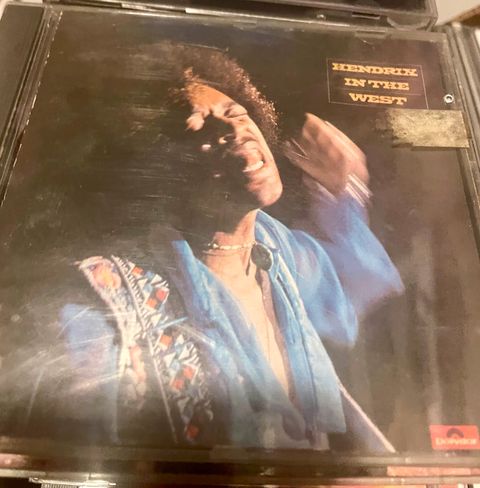 HENDRIX
IN THE
WEST
Polydor